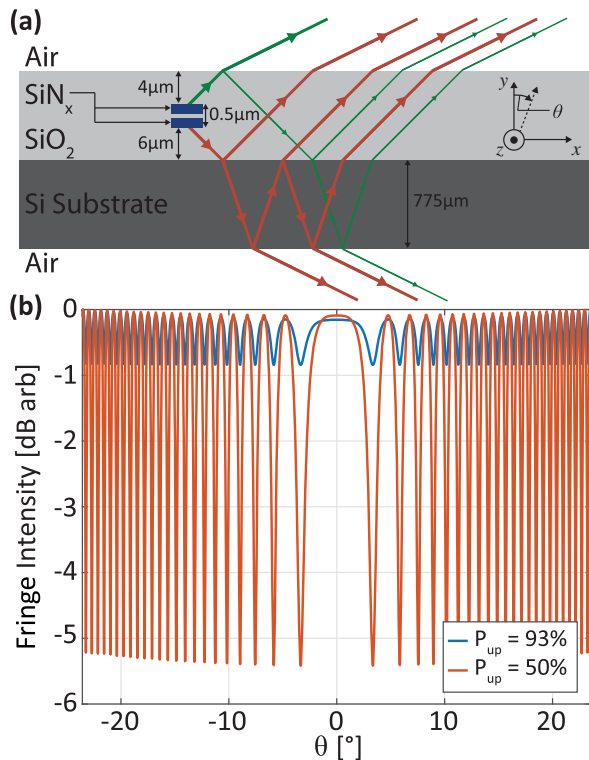 (a)
Air
SiNx
4μm
0.5μm
SiO2
6μm
y
θ
z
x
Si Substrate
775μm
Air
(b)
0
-1
-2
-3
-4
-5
-6
Fringe Intensity [dB arb]
Pup = 93%
Pup = 50%
-20 -10 0 10 20
θ [°]